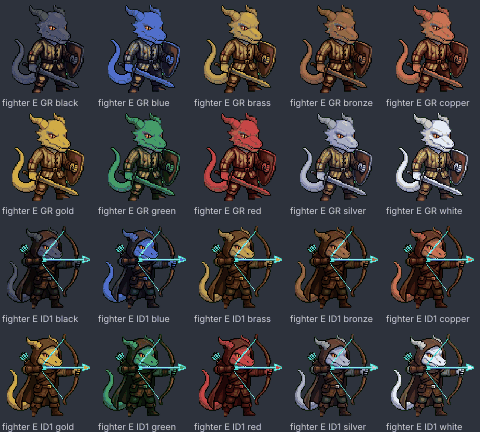 fighter E GR black
fighter E GR blue
fighter E GR brass
fighter E GR bronze
fighter E GR copper
fighter E GR gold
fighter E GR green
fighter E GR red
fighter E GR silver
fighter E GR white
fighter E ID1 black
fighter E ID1 blue
fighter E ID1 brass
fighter E ID1 bronze
fighter E ID1 copper
fighter E ID1 gold
fighter E ID1 green
fighter E ID1 red
fighter E ID1 silver
fighter E ID1 white